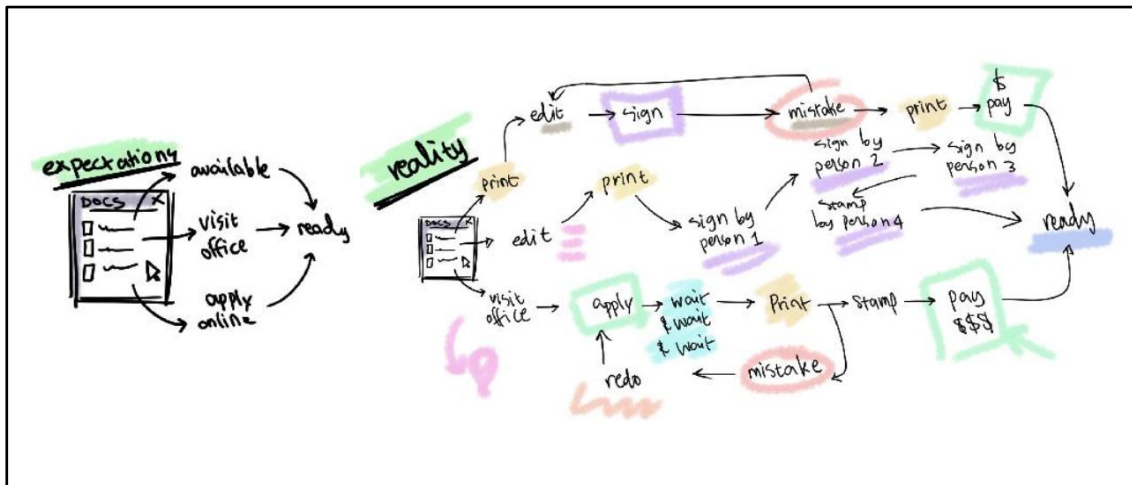 expectations
DOCS X
available
visit
office
apply
online
ready
reality
DOCS X
print
edit
sign
mistake
print
$
pay
edit
print
sign by
person 1
sign by
person 2
sign by
person 3
stamp
by person 4
visit
office
apply
wait
& wait
& wait
print
stamp
pay
$$$
mistake
redo
ready